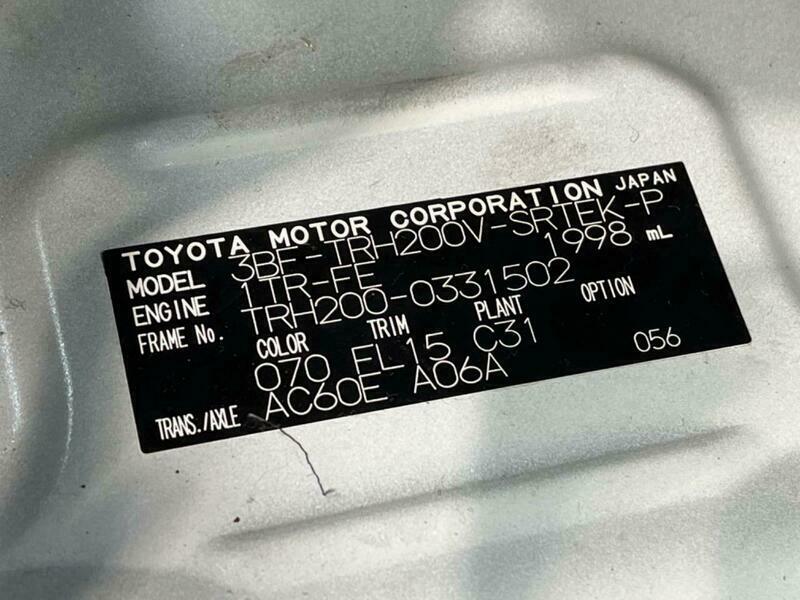 TOYOTA MOTOR CORPORATION JAPAN
MODEL 3BF-TRH200V-SRTEK-P
ENGINE 1TR-FE 1998 mL
FRAME No. TRH200-0331502
COLOR TRIM PLANT OPTION
070 FL15 C31 056
TRANS./AXLE AC60E A06A